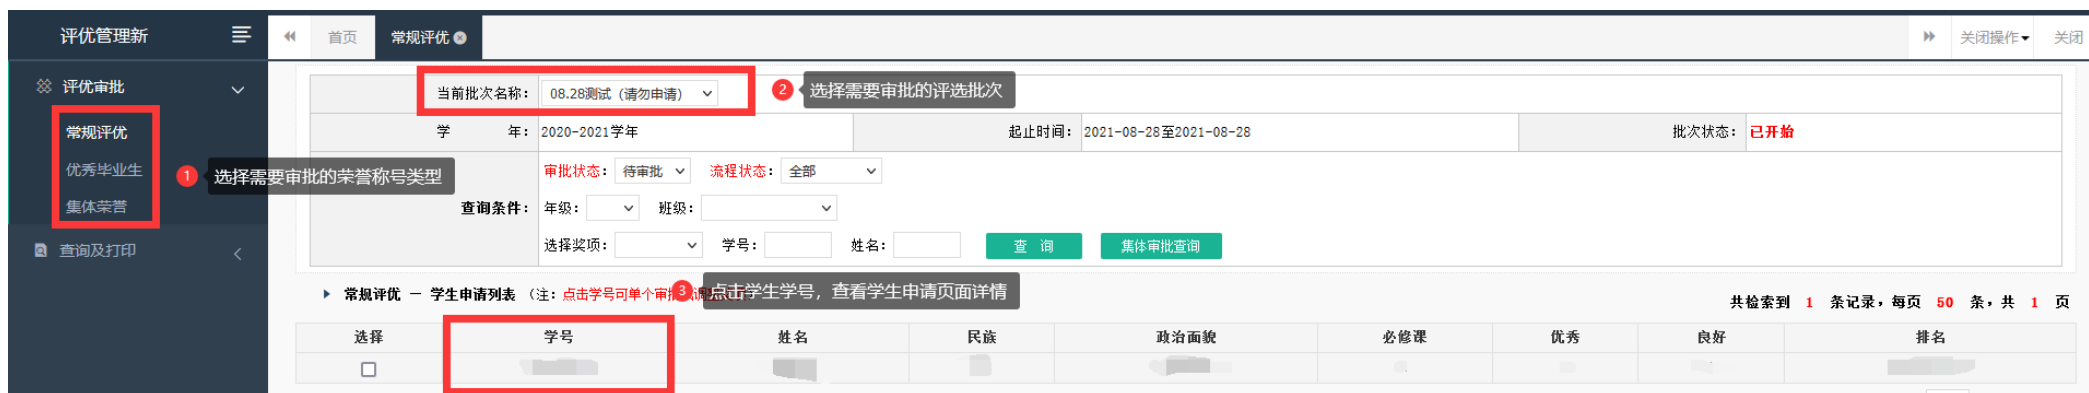 评优管理新
首页
常规评优
关闭操作
关闭
评优审批
常规评优
优秀毕业生
集体荣誉
查询及打印
1 选择需要审批的荣誉称号类型
当前批次名称： 08.28测试（请勿申请）
2 选择需要审批的评选批次
学 年： 2020-2021学年 起止时间： 2021-08-28至2021-08-28 批次状态： 已开始
审批状态： 待审批 流程状态： 全部
查询条件： 年级： 班级：
选择奖项： 学号： 姓名： 查 询 集体审批查询
常规评优 — 学生申请列表 （注：点击学号可单个审
3 点击学生学号，查看学生申请页面详情
共检索到 1 条记录，每页 50 条，共 1 页
选择 学号 姓名 民族 政治面貌 必修课 优秀 良好 排名